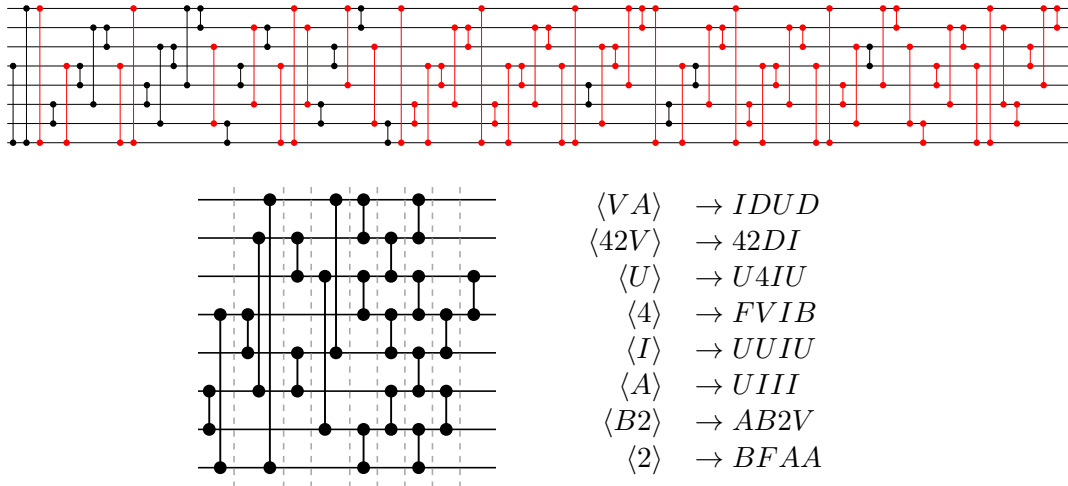 ⟨VA⟩ → IDUD
⟨42V⟩ → 42DI
⟨U⟩ → U4IU
⟨4⟩ → FVIB
⟨I⟩ → UUIU
⟨A⟩ → UIII
⟨B2⟩ → AB2V
⟨2⟩ → BFAA